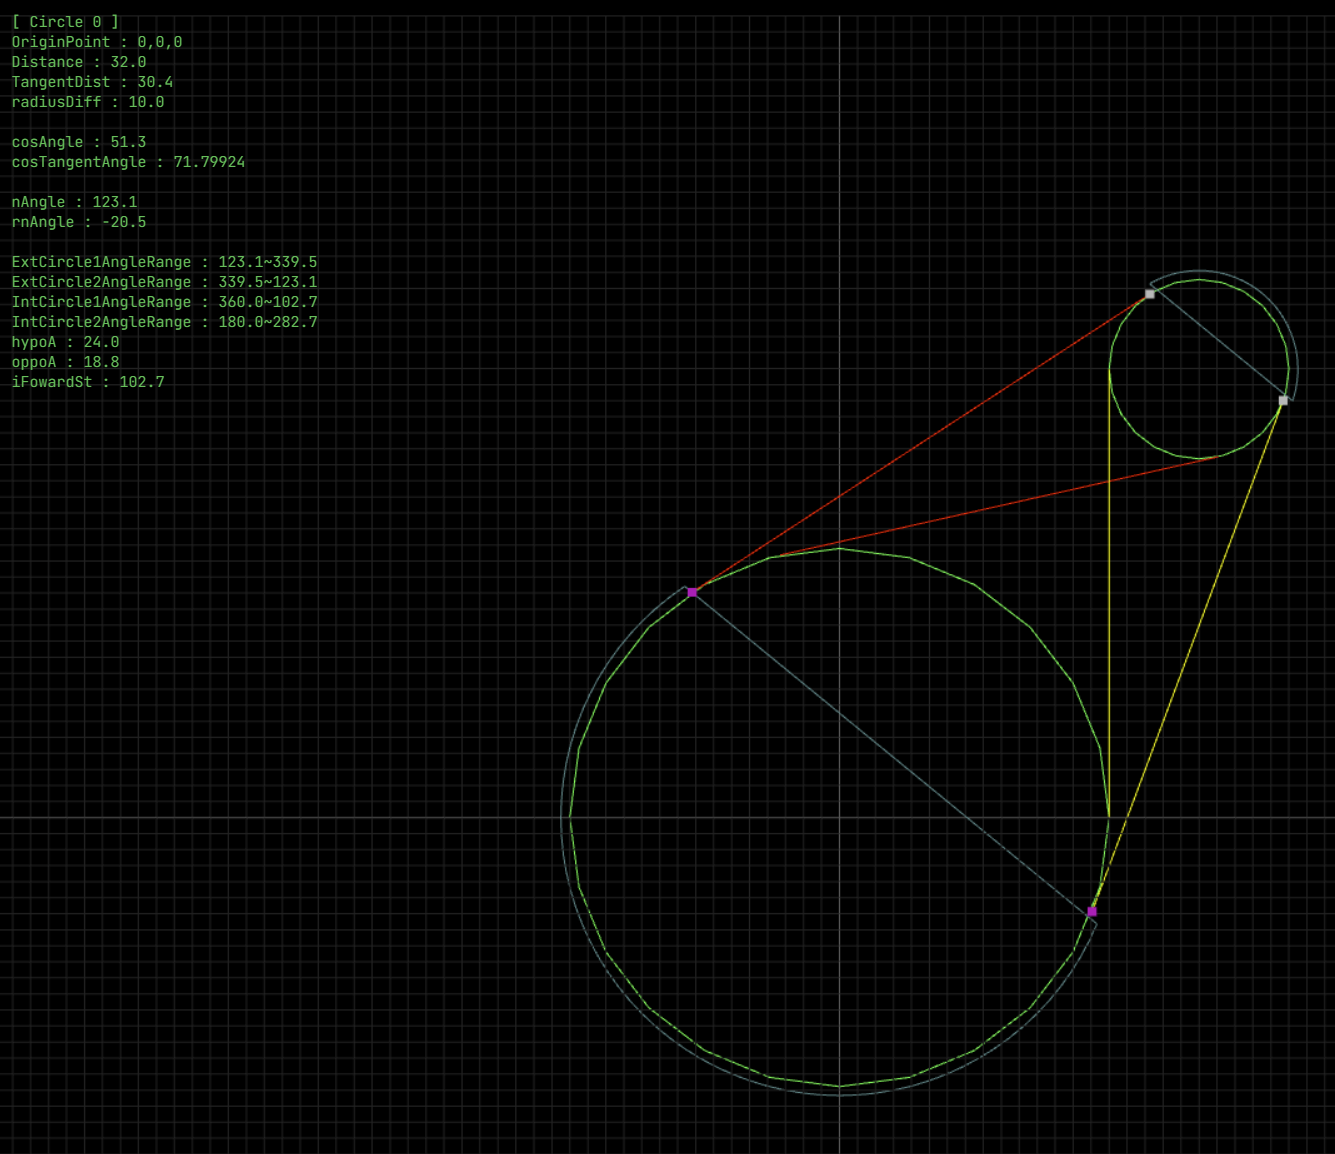 [ Circle 0 ]
OriginPoint : 0,0,0
Distance : 32.0
TangentDist : 30.4
radiusDiff : 10.0
cosAngle : 51.3
cosTangentAngle : 71.79924
nAngle : 123.1
rnAngle : -20.5
ExtCircle1AngleRange : 123.1~339.5
ExtCircle2AngleRange : 339.5~123.1
IntCircle1AngleRange : 360.0~102.7
IntCircle2AngleRange : 180.0~282.7
hypoA : 24.0
oppoA : 18.8
iFowardSt : 102.7